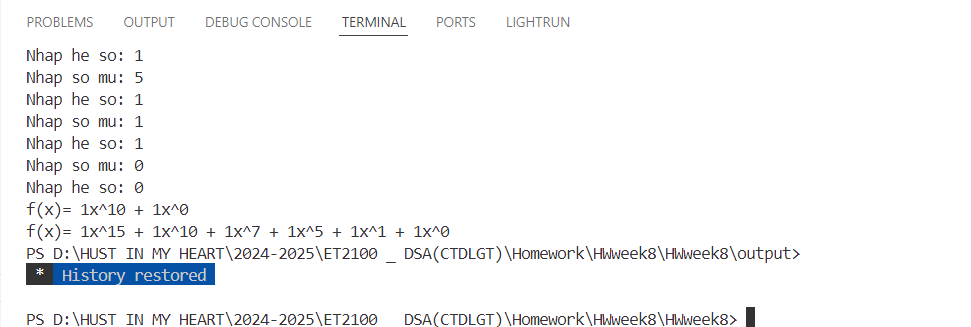 PROBLEMS OUTPUT DEBUG CONSOLE TERMINAL PORTS LIGHTRUN
Nhap he so: 1
Nhap so mu: 5
Nhap he so: 1
Nhap so mu: 1
Nhap he so: 1
Nhap so mu: 0
Nhap he so: 0
f(x)= 1x^10 + 1x^0
f(x)= 1x^15 + 1x^10 + 1x^7 + 1x^5 + 1x^1 + 1x^0
PS D:\HUST IN MY HEART\2024-2025\ET2100 _ DSA(CTDLGT)\Homework\HWweek8\HWweek8\output>
* History restored
PS D:\HUST IN MY HEART\2024-2025\ET2100   DSA(CTDLGT)\Homework\HWweek8\HWweek8>